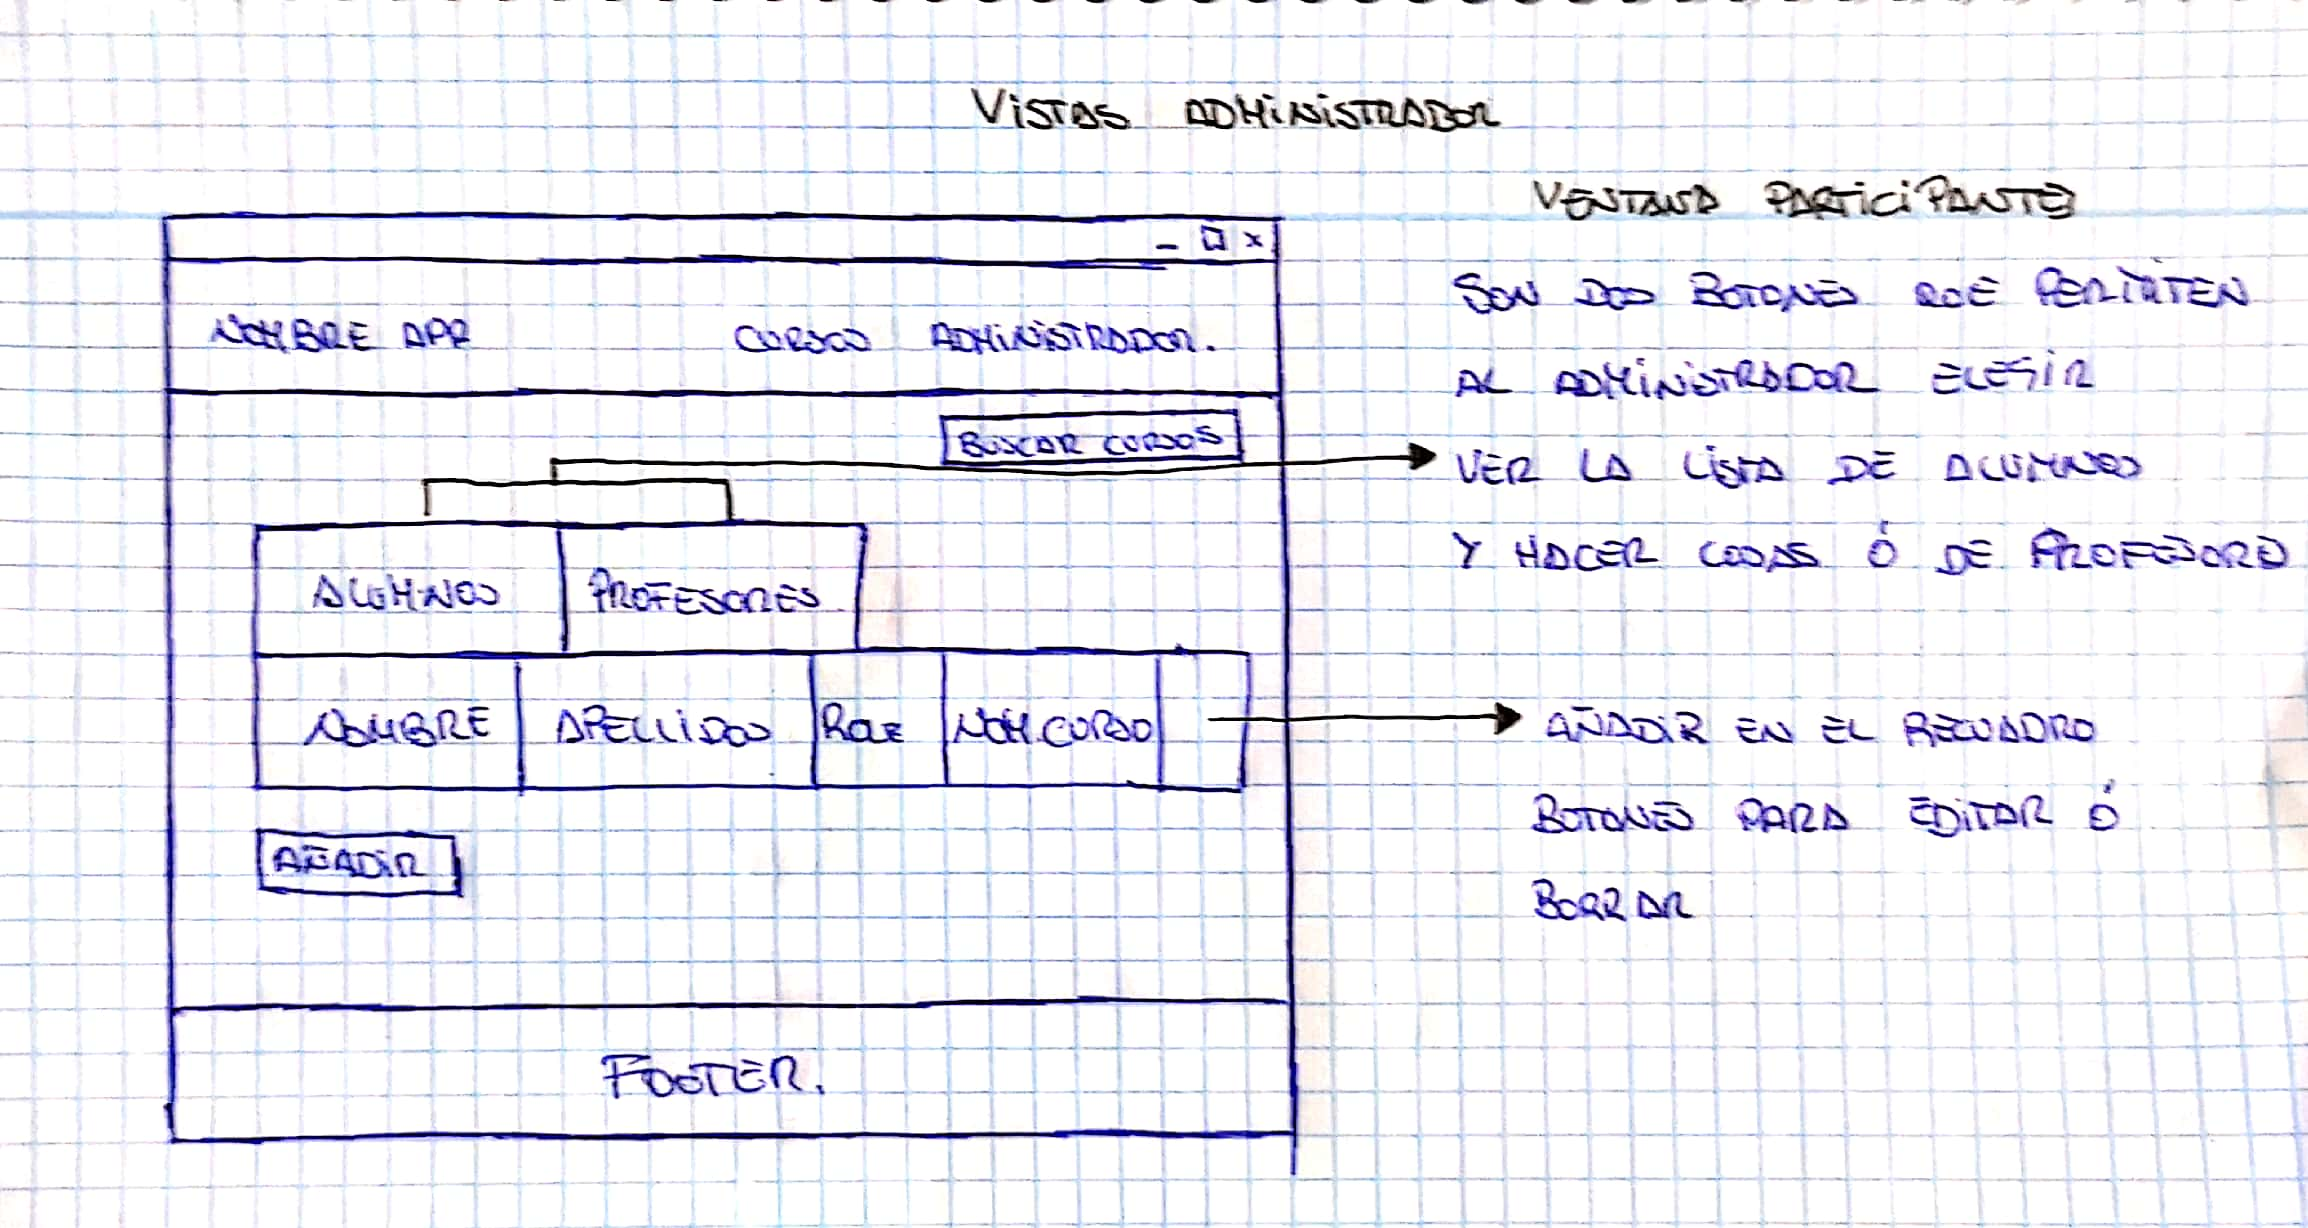 VISTAS ADMINISTRADOR
VENTANA PARTICIPANTES
NOMBRE APP CURSOS ADMINISTRADOR.
BUSCAR CURSOS
ALUMNOS PROFESORES
NOMBRE APELLIDOS ROLE NOM.CURSO
AÑADIR
FOOTER.
SON DOS BOTONES QUE PERMITEN
AL ADMINISTRADOR ELEGIR
VER LA LISTA DE ALUMNOS
Y HACER COSAS Ó DE PROFESORES
AÑADIR EN EL RECUADRO
BOTONES PARA EDITAR Ó
BORRAR